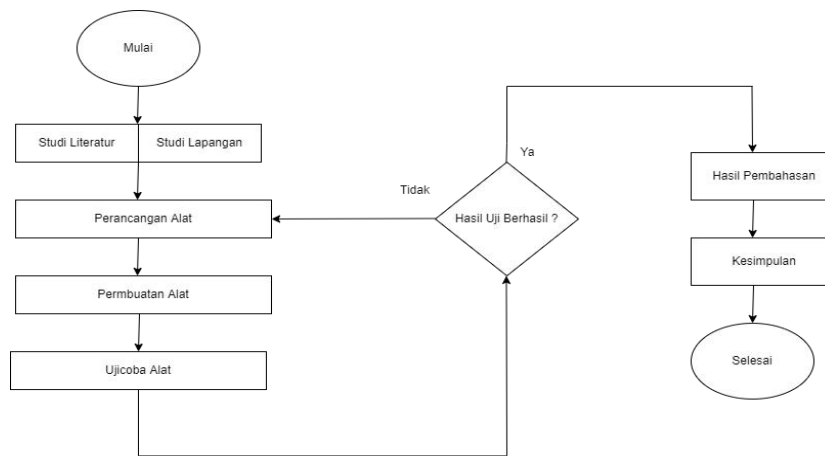 Mulai
Studi Literatur
Studi Lapangan
Perancangan Alat
Permbuatan Alat
Ujicoba Alat
Tidak
Hasil Uji Berhasil ?
Ya
Hasil Pembahasan
Kesimpulan
Selesai